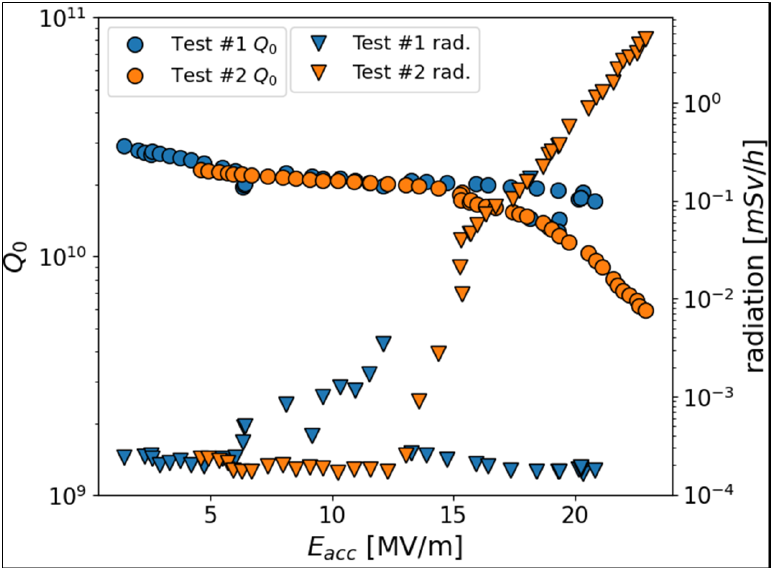 10¹¹
Test #1 Q₀
Test #2 Q₀
Test #1 rad.
Test #2 rad.
10⁰
10⁻¹
10¹⁰
Q₀
10⁻²
radiation [mSv/h]
10⁻³
10⁹
10⁻⁴
5 10 15 20
E_acc [MV/m]